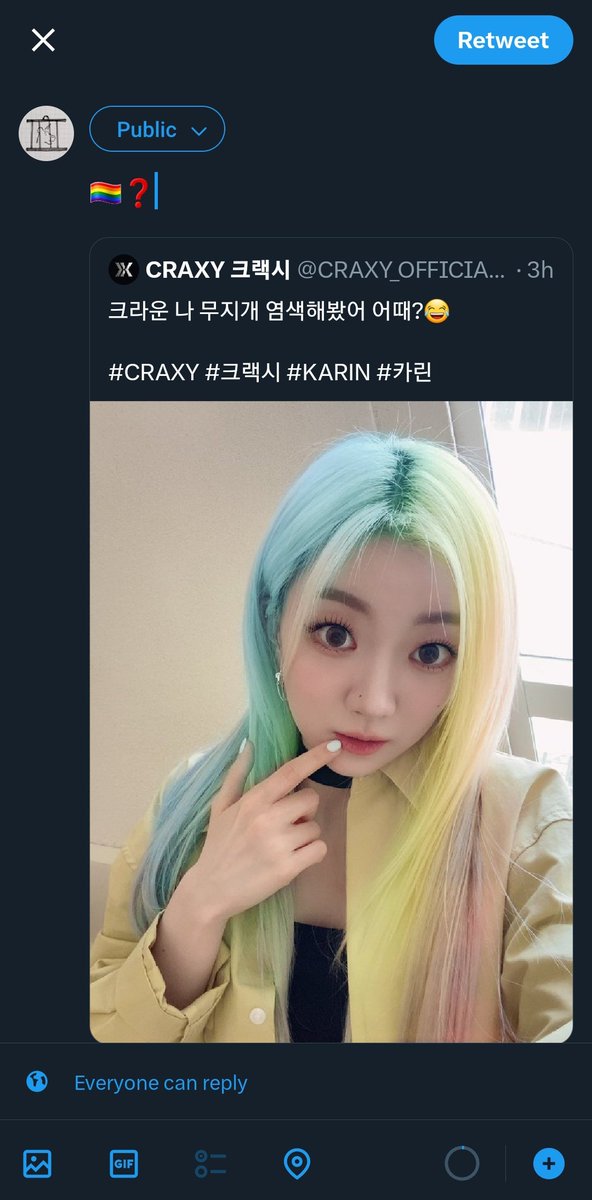 Retweet
Public
🏳️‍🌈❓
CRAXY 크랙시 @CRAXY_OFFICIA... · 3h
크라운 나 무지개 염색해봤어 어때?😂
#CRAXY #크랙시 #KARIN #카린
Everyone can reply
GIF